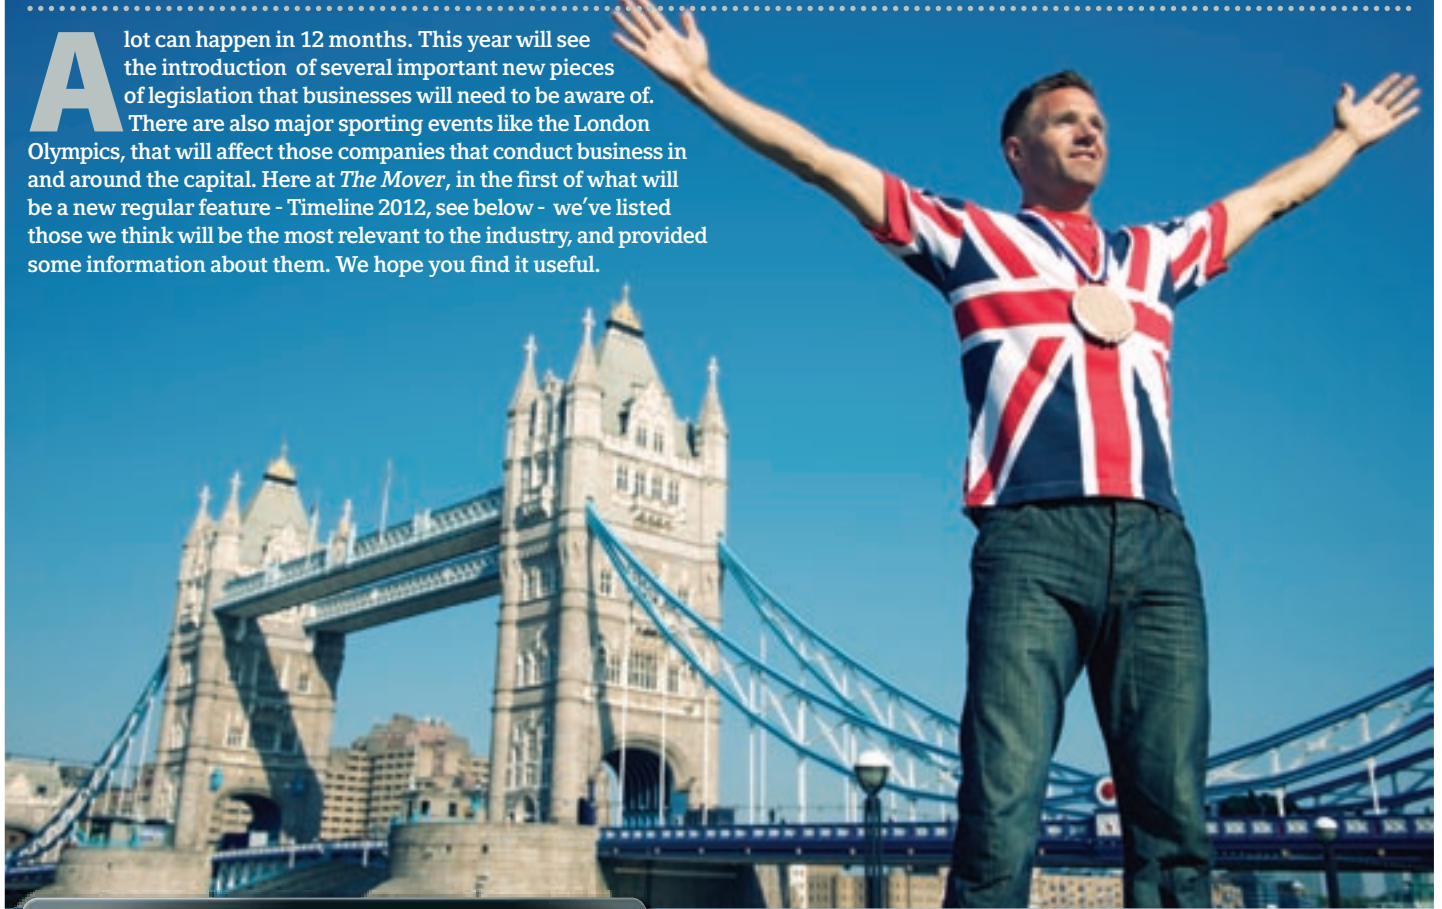 A lot can happen in 12 months. This year will see
the introduction of several important new pieces
of legislation that businesses will need to be aware of.
There are also major sporting events like the London
Olympics, that will affect those companies that conduct business in
and around the capital. Here at The Mover, in the first of what will
be a new regular feature - Timeline 2012, see below - we've listed
those we think will be the most relevant to the industry, and provided
some information about them. We hope you find it useful.